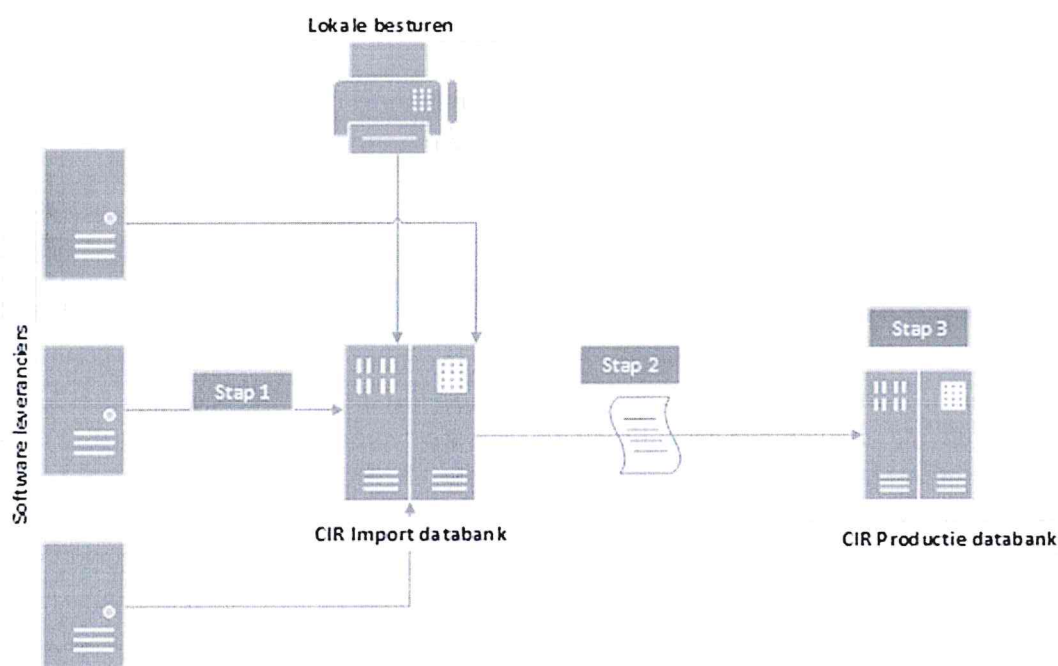 Lokale besturen
Software leveranciers
Stap 1
Stap 2
Stap 3
CIR Import databank
CIR Productie databank